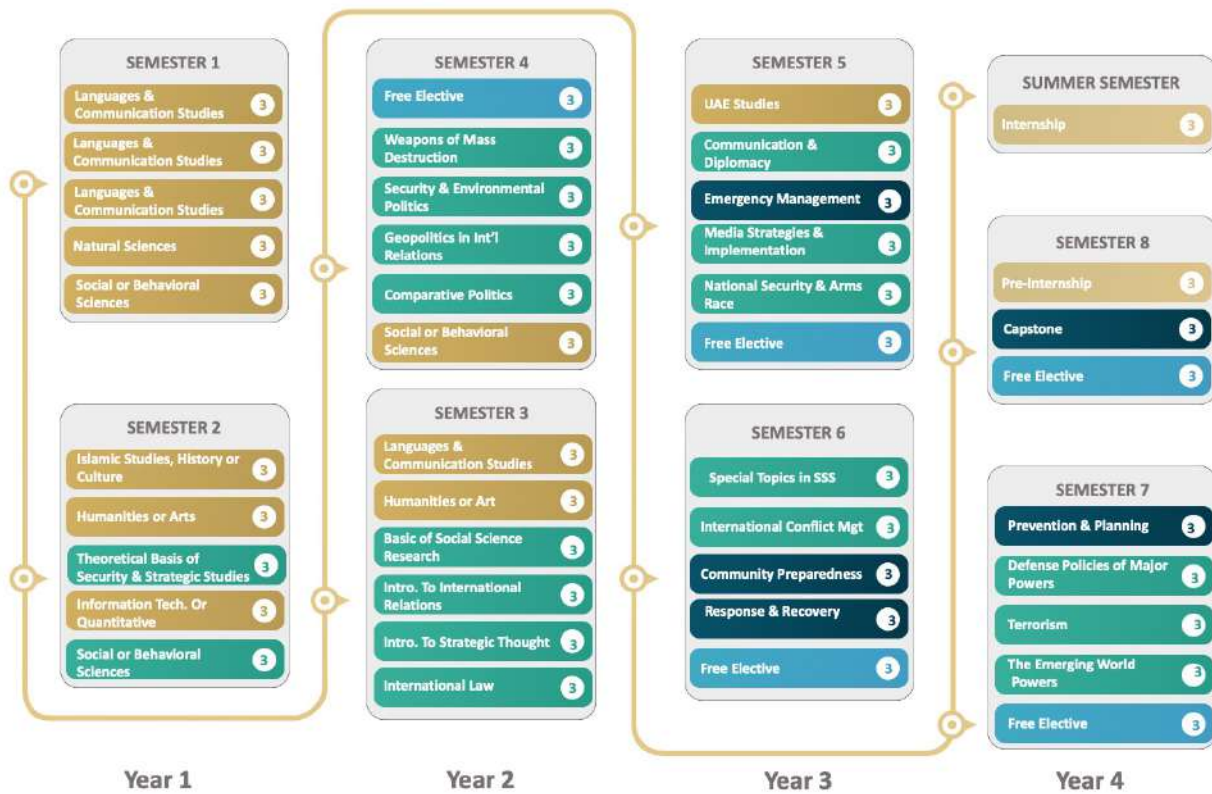 SEMESTER 1
Languages &
Communication Studies 3
Languages &
Communication Studies 3
Languages &
Communication Studies 3
Natural Sciences 3
Social or Behavioral
Sciences 3
SEMESTER 2
Islamic Studies, History or
Culture 3
Humanities or Arts 3
Theoretical Basis of
Security & Strategic Studies 3
Information Tech. Or
Quantitative 3
Social or Behavioral
Sciences 3
Year 1
SEMESTER 4
Free Elective 3
Weapons of Mass
Destruction 3
Security & Environmental
Politics 3
Geopolitics in Int'l
Relations 3
Comparative Politics 3
Social or Behavioral
Sciences 3
SEMESTER 3
Languages &
Communication Studies 3
Humanities or Art 3
Basic of Social Science
Research 3
Intro. To International
Relations 3
Intro. To Strategic Thought 3
International Law 3
Year 2
SEMESTER 5
UAE Studies 3
Communication &
Diplomacy 3
Emergency Management 3
Media Strategies &
Implementation 3
National Security & Arms
Race 3
Free Elective 3
SEMESTER 6
Special Topics in SSS 3
International Conflict Mgt 3
Community Preparedness 3
Response & Recovery 3
Free Elective 3
Year 3
SUMMER SEMESTER
Internship 3
SEMESTER 8
Pre-Internship 3
Capstone 3
Free Elective 3
SEMESTER 7
Prevention & Planning 3
Defense Policies of Major
Powers 3
Terrorism 3
The Emerging World
Powers 3
Free Elective 3
Year 4